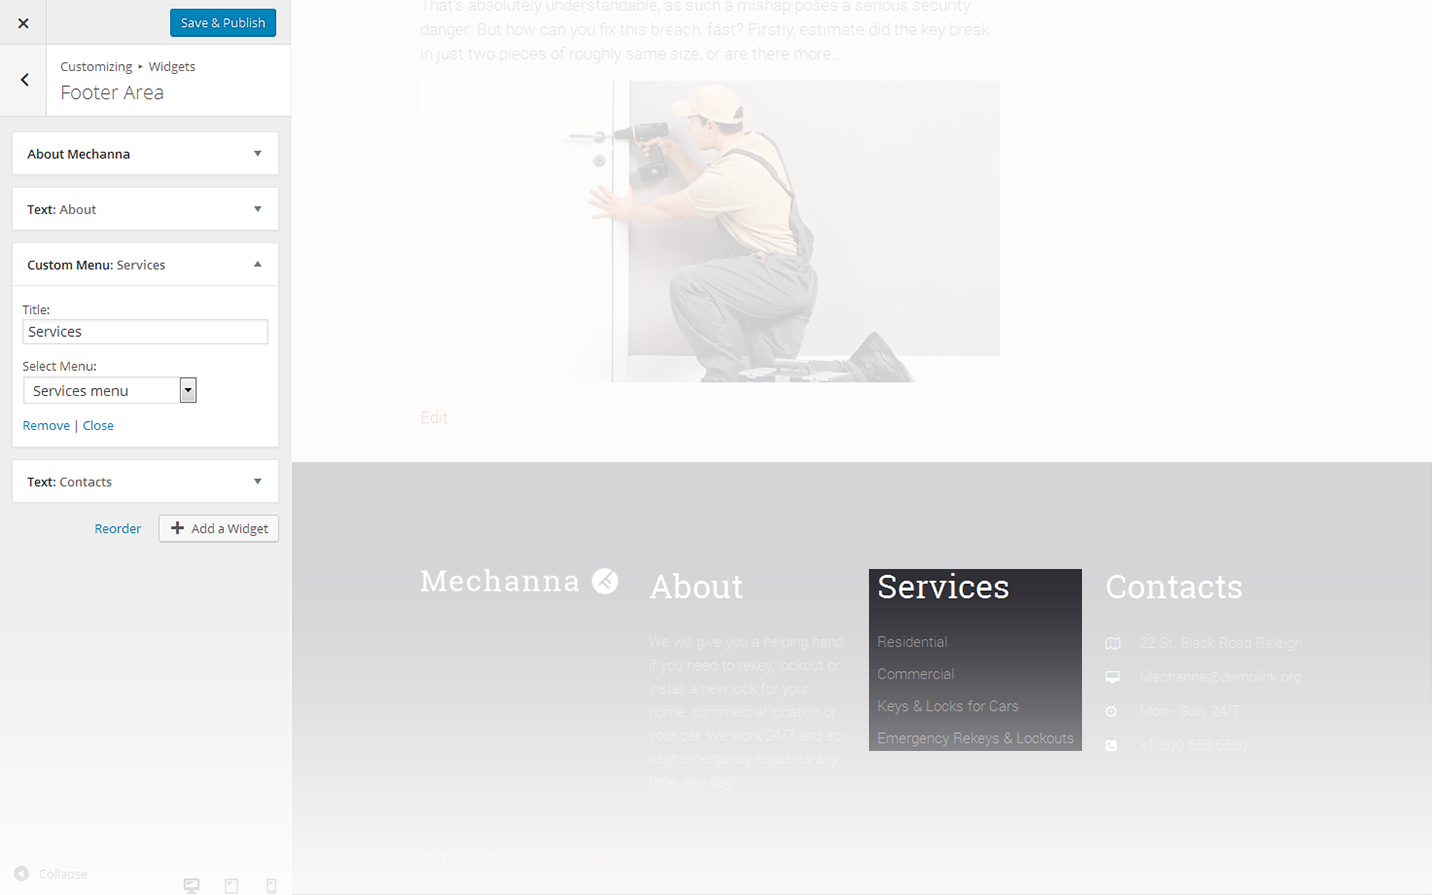 Save & Publish
Customizing ▸ Widgets
Footer Area
About Mechanna
Text: About
Custom Menu: Services
Title:
Services
Select Menu:
Services menu
Remove | Close
Text: Contacts
Reorder
Add a Widget
Collapse
That's absolutely understandable, as such a mishap poses a serious security
danger. But how can you fix this breach, fast? Firstly, estimate did the key break
in just two pieces of roughly same size, or are there more...
Edit
Mechanna
About
We will give you a helping hand
if you need to rekey, lockout or
install a new lock for your
home, commercial location or
your car. We work 24/7 and ac-
cept emergency requests any
time, any day!
Services
Residential
Commercial
Keys & Locks for Cars
Emergency Rekeys & Lockouts
Contacts
22 St. Black Road Raleigh
Mechanna@demolink.org
Mon - Sun, 24/7
+1 800 559 6580